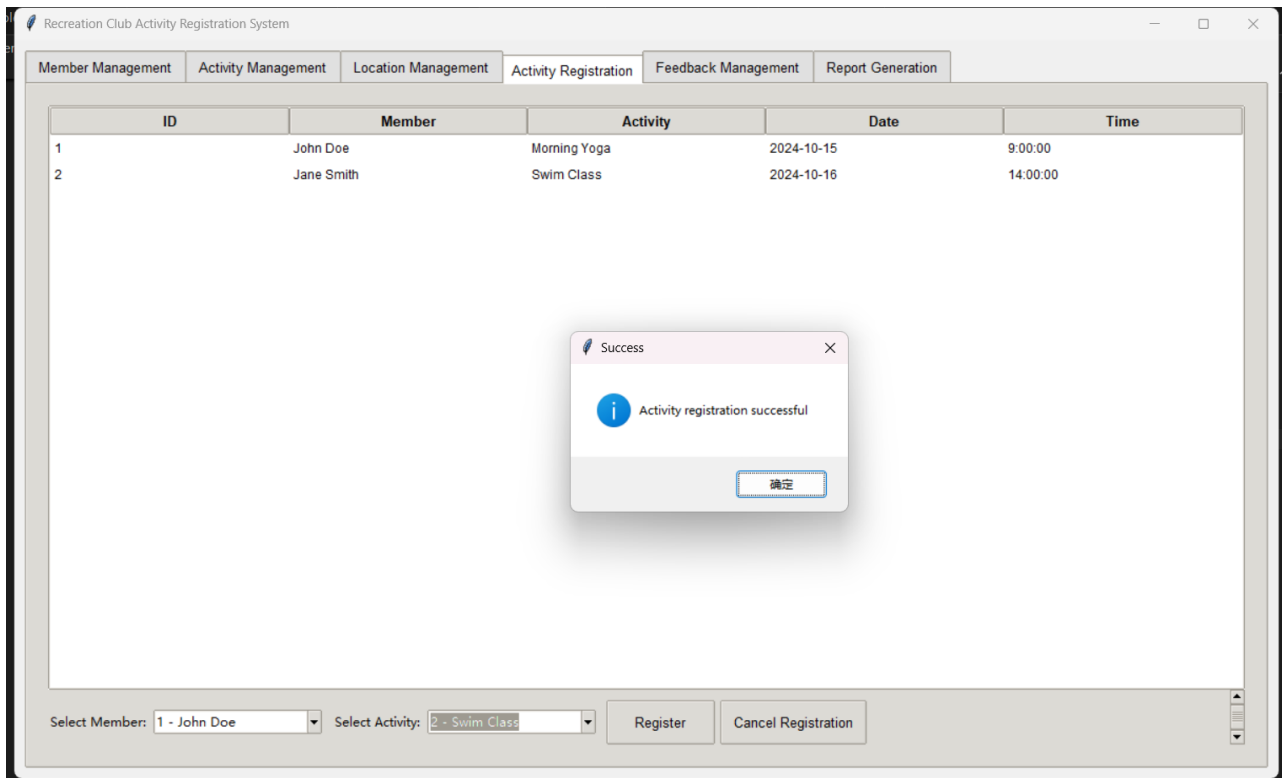 Recreation Club Activity Registration System
Member Management Activity Management Location Management Activity Registration Feedback Management Report Generation
ID Member Activity Date Time
1 John Doe Morning Yoga 2024-10-15 9:00:00
2 Jane Smith Swim Class 2024-10-16 14:00:00
Success
Activity registration successful
确定
Select Member: 1 - John Doe Select Activity: 2 - Swim Class Register Cancel Registration